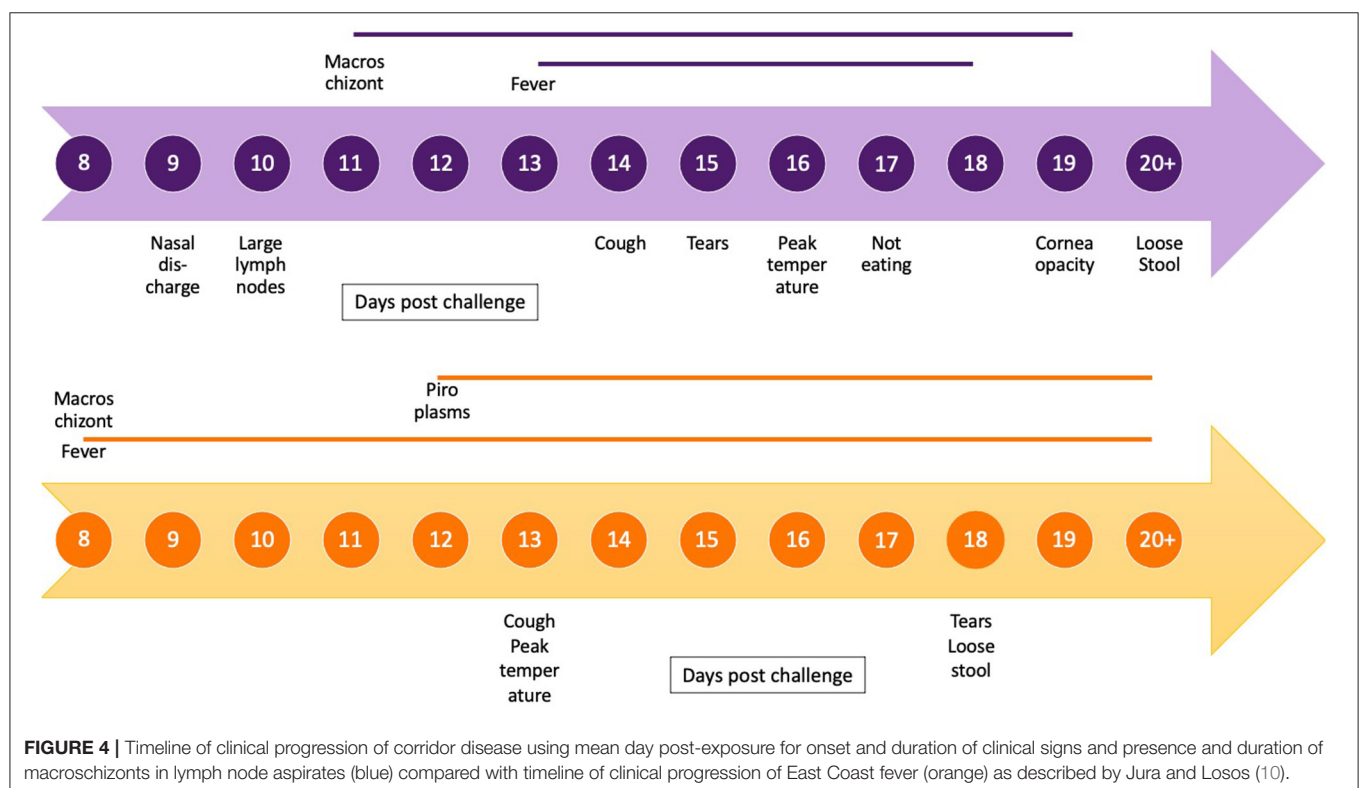 Macros
chizont
Fever
8 9 10 11 12 13 14 15 16 17 18 19 20+
Nasal
dis-
charge
Large
lymph
nodes
Cough
Tears
Peak
temper
ature
Not
eating
Cornea
opacity
Loose
Stool
Days post challenge
Macros
chizont
Fever
Piro
plasms
8 9 10 11 12 13 14 15 16 17 18 19 20+
Cough
Peak
temper
ature
Tears
Loose
stool
Days post challenge
FIGURE 4 | Timeline of clinical progression of corridor disease using mean day post-exposure for onset and duration of clinical signs and presence and duration of
macroschizonts in lymph node aspirates (blue) compared with timeline of clinical progression of East Coast fever (orange) as described by Jura and Losos (10).